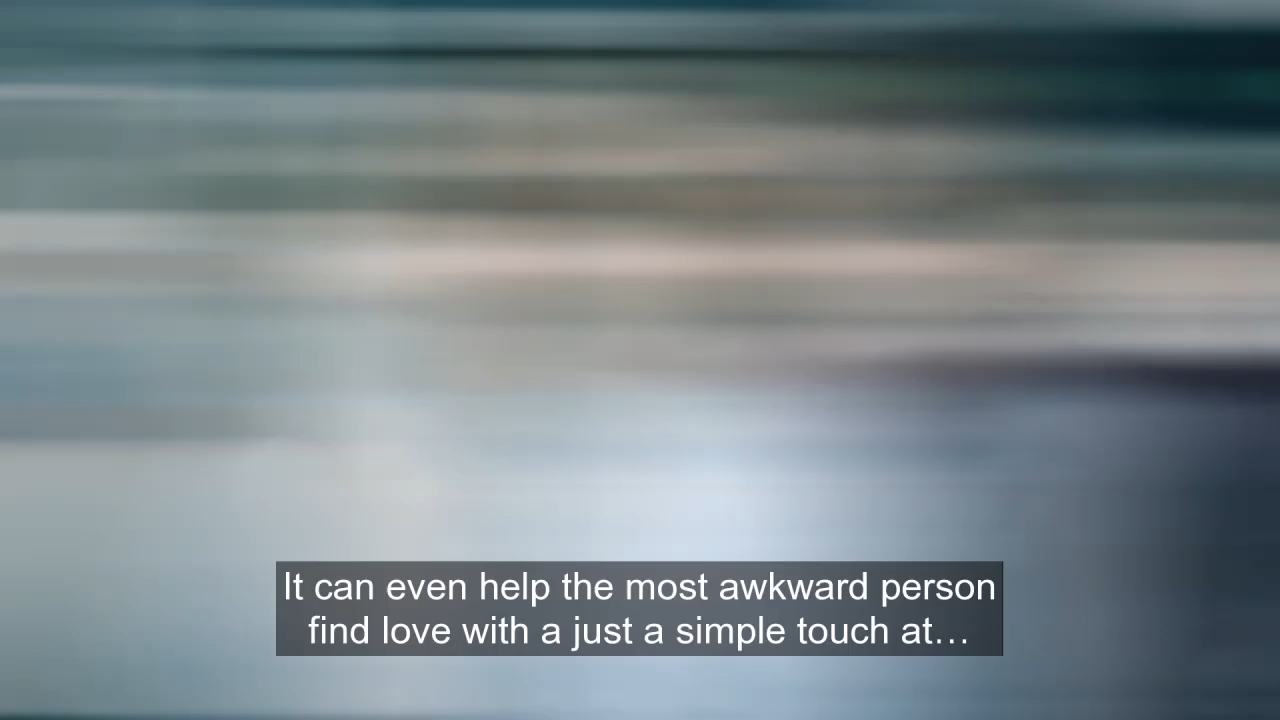 It can even help the most awkward person
find love with a just a simple touch at…